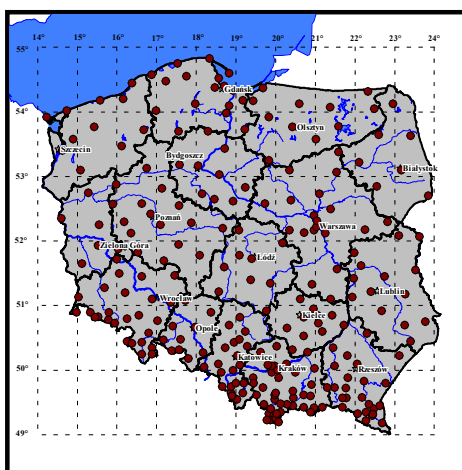 14° 15° 16° 17° 18° 19° 20° 21° 22° 23° 24°
55°
Gdańsk
54°
Olsztyn
Szczecin
Bydgoszcz
53°
Białystok
Poznań
Warszawa
52°
Zielona Góra
Łódź
Lublin
Wrocław
51°
Kielce
Opole
Katowice
50°
Kraków
Rzeszów
49°